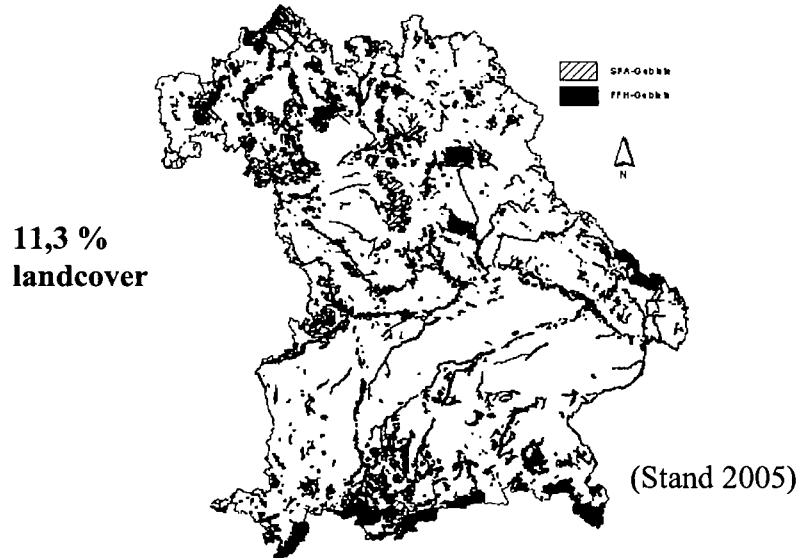 SPA-Gebiete
FFH-Gebiete
N
11,3 %
landcover
(Stand 2005)